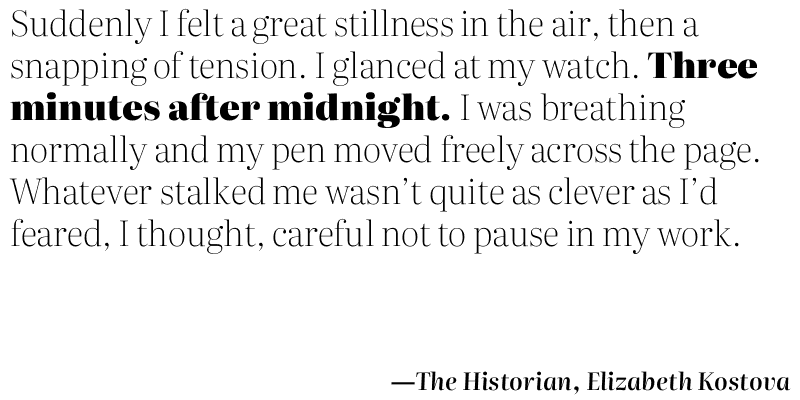 Suddenly I felt a great stillness in the air, then a
snapping of tension. I glanced at my watch. Three
minutes after midnight. I was breathing
normally and my pen moved freely across the page.
Whatever stalked me wasn’t quite as clever as I’d
feared, I thought, careful not to pause in my work.
—The Historian, Elizabeth Kostova